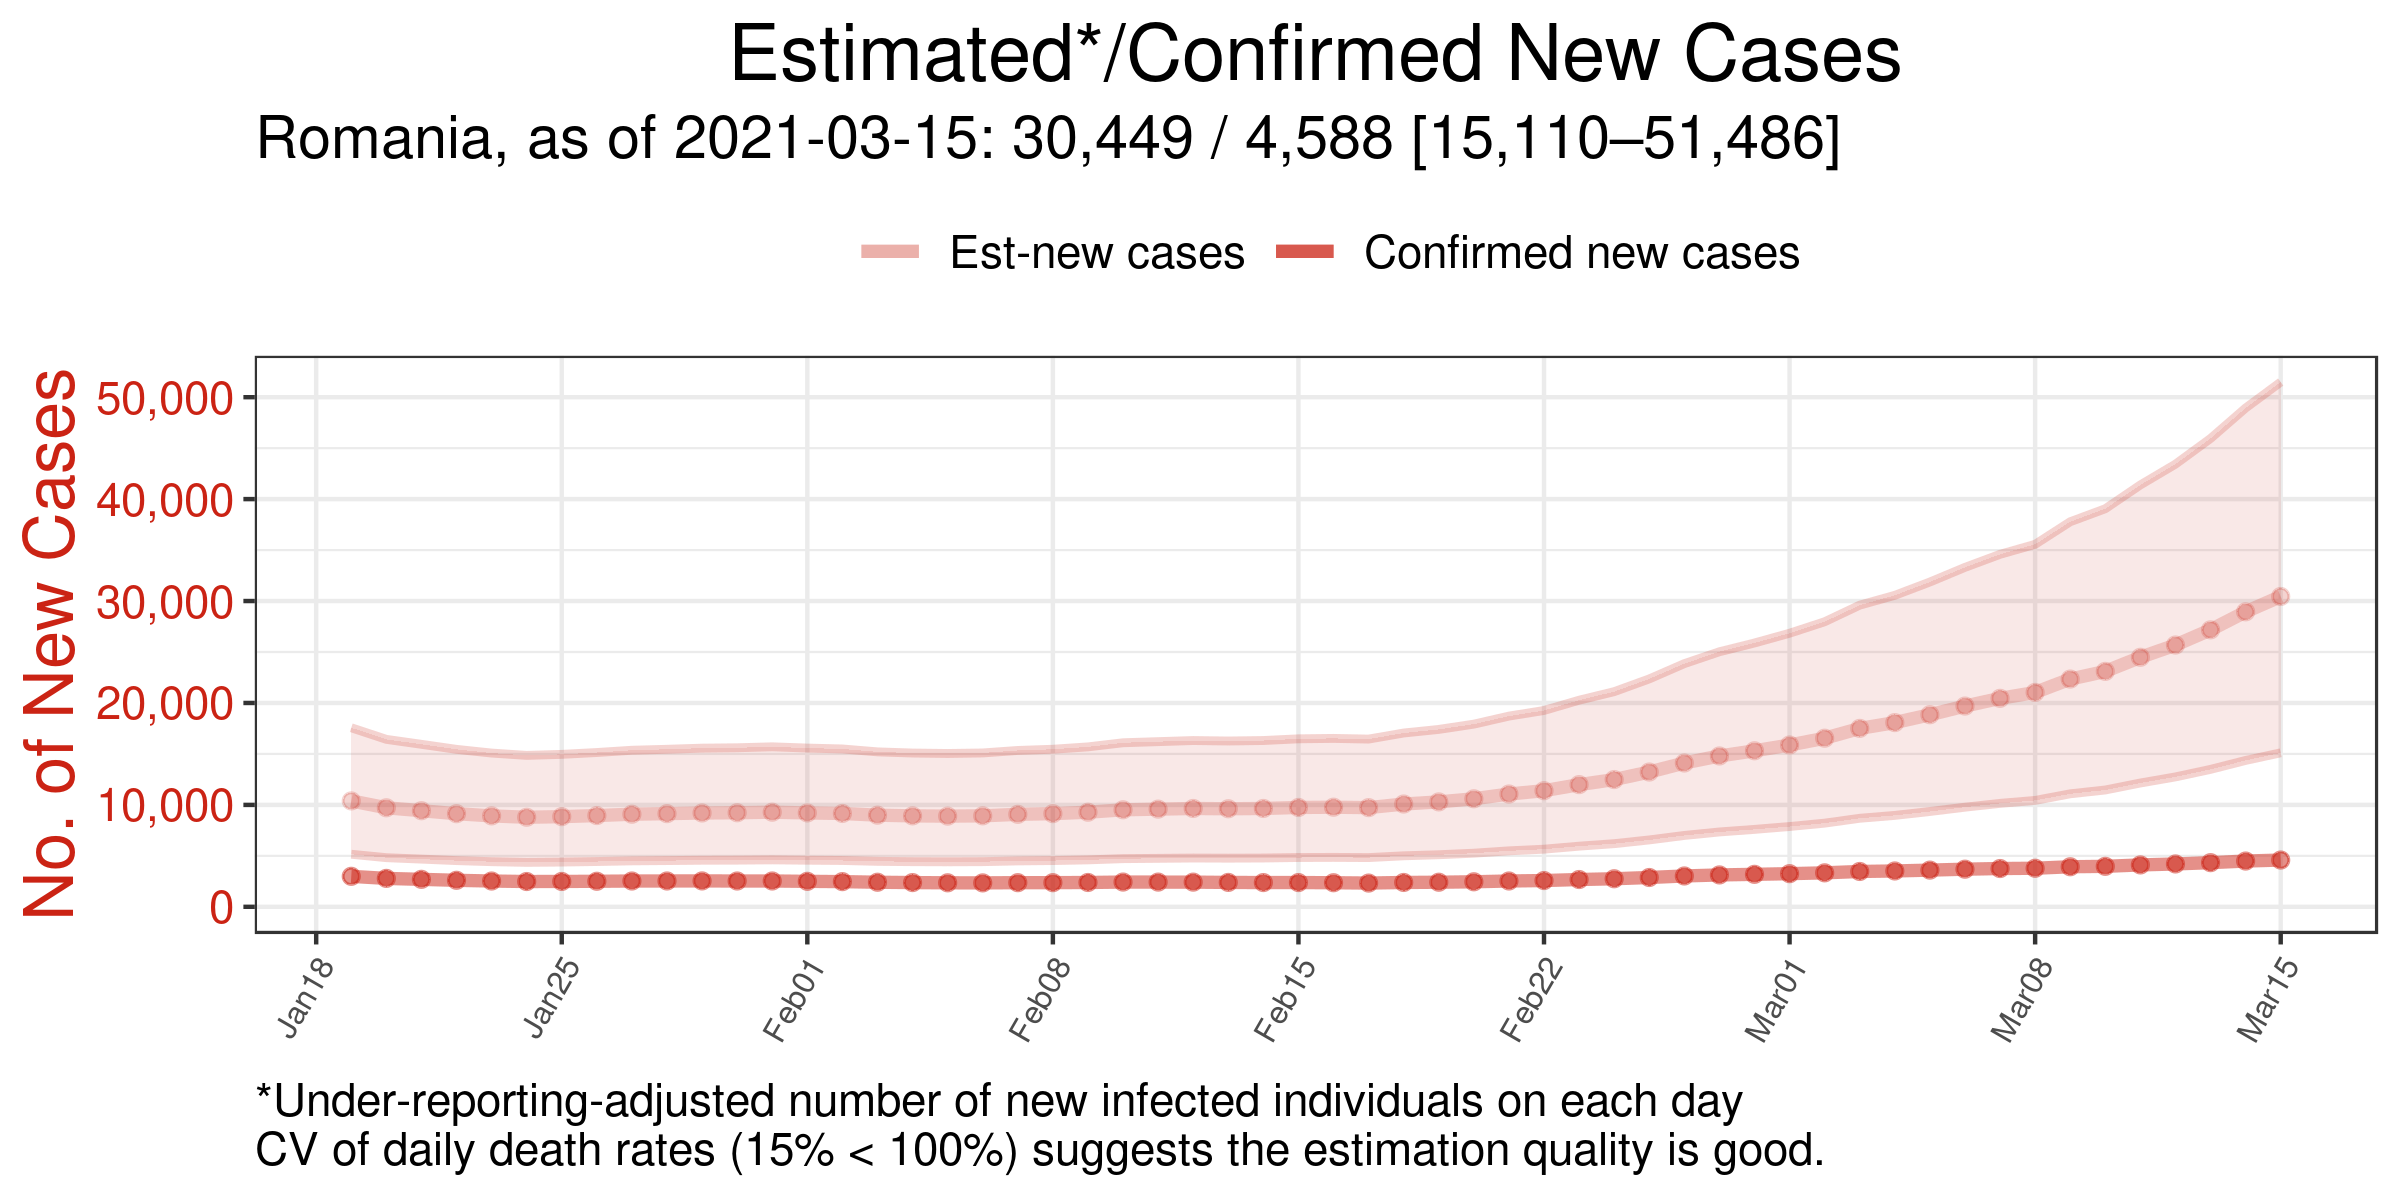 Estimated*/Confirmed New Cases
Romania, as of 2021-03-15: 30,449 / 4,588 [15,110–51,486]
Est-new cases
Confirmed new cases
No. of New Cases
50,000
40,000
30,000
20,000
10,000
0
Jan18
Jan25
Feb01
Feb08
Feb15
Feb22
Mar01
Mar08
Mar15
*Under-reporting-adjusted number of new infected individuals on each day
CV of daily death rates (15% < 100%) suggests the estimation quality is good.